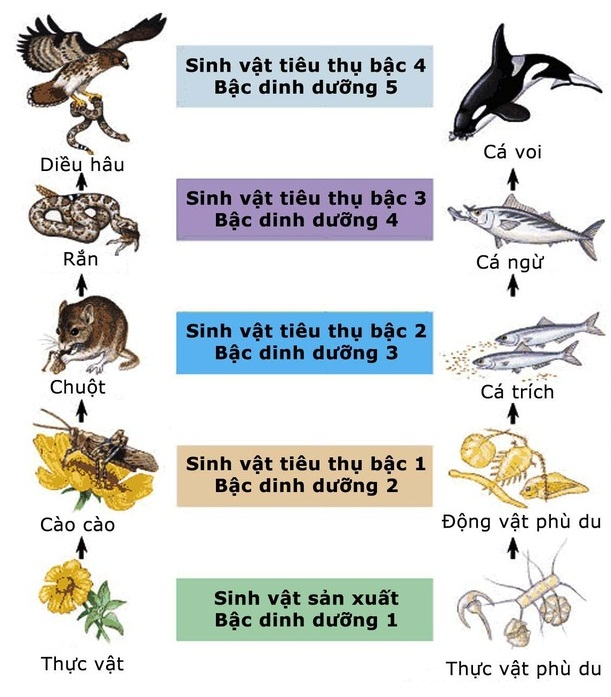 Sinh vật tiêu thụ bậc 4
Bậc dinh dưỡng 5
Diều hâu
Cá voi
Sinh vật tiêu thụ bậc 3
Bậc dinh dưỡng 4
Rắn
Cá ngừ
Sinh vật tiêu thụ bậc 2
Bậc dinh dưỡng 3
Chuột
Cá trích
Sinh vật tiêu thụ bậc 1
Bậc dinh dưỡng 2
Cào cào
Động vật phù du
Sinh vật sản xuất
Bậc dinh dưỡng 1
Thực vật
Thực vật phù du